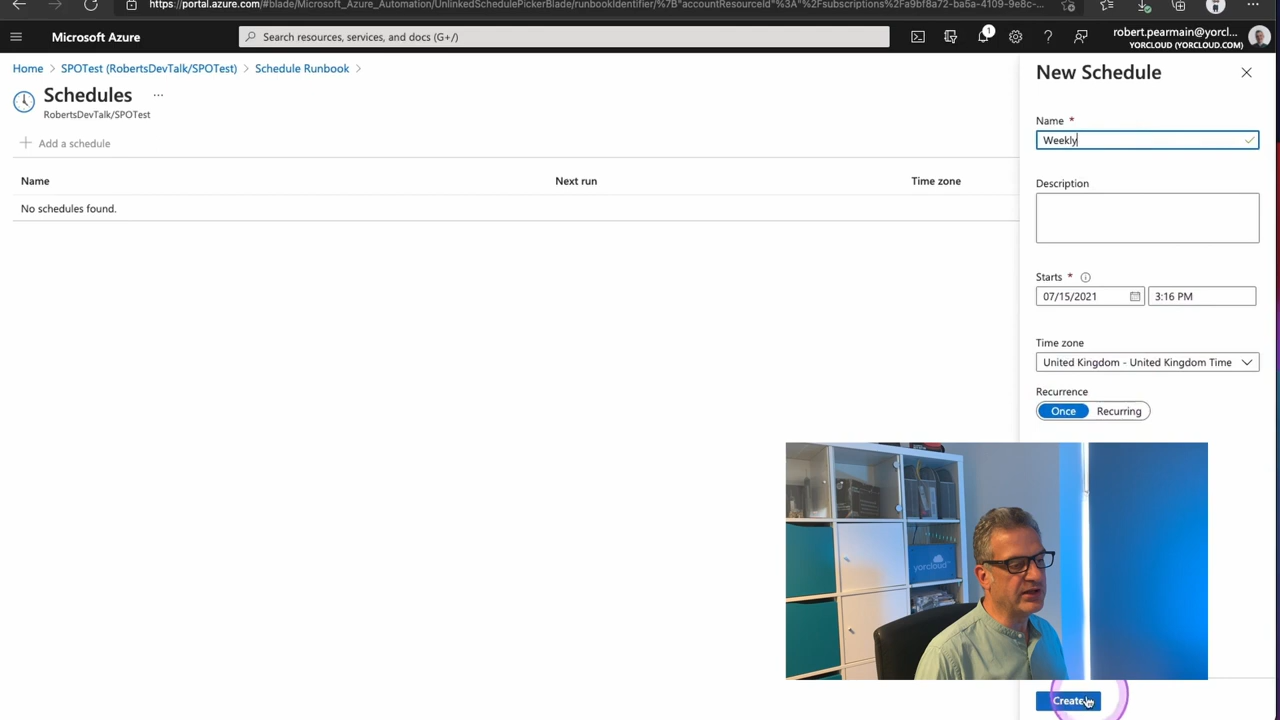 https://portal.azure.com/#blade/Microsoft_Azure_Automation/UnlinkedSchedulePickerBlade/runbookIdentifier/%7B"accountResourceId"%3A"%2Fsubscriptions%2Fa9bf8a72-ba5a-4109-9e8c-...
Microsoft Azure
Search resources, services, and docs (G+/)
1
robert.pearmain@yorcl...
YORCLOUD (YORCLOUD.COM)
Home > SPOTest (RobertsDevTalk/SPOTest) > Schedule Runbook >
Schedules ...
RobertsDevTalk/SPOTest
+ Add a schedule
Name Next run Time zone
No schedules found.
New Schedule
Name *
Weekly
Description
Starts *
07/15/2021 3:16 PM
Time zone
United Kingdom - United Kingdom Time
Recurrence
Once Recurring
yorcloud
Create